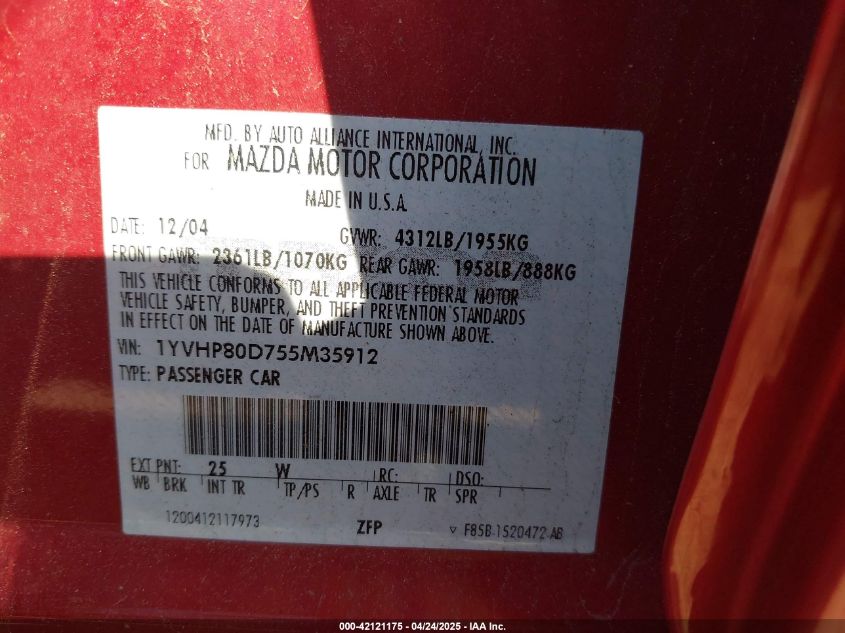 MFD. BY AUTO ALLIANCE INTERNATIONAL, INC.
FOR MAZDA MOTOR CORPORATION
MADE IN U.S.A.
DATE: 12/04 GVWR: 4312LB/1955KG
FRONT GAWR: 2361LB/1070KG REAR GAWR: 1958LB/888KG
THIS VEHICLE CONFORMS TO ALL APPLICABLE FEDERAL MOTOR
VEHICLE SAFETY, BUMPER, AND THEFT PREVENTION STANDARDS
IN EFFECT ON THE DATE OF MANUFACTURE SHOWN ABOVE.
VIN: 1YVHP80D755M35912
TYPE: PASSENGER CAR
EXT PNT: 25 W RC: DSO:
WB BRK INT TR TP/PS R AXLE TR SPR
1200412117973 ZFP F85B-1520472-AB
000-42121175 - 04/24/2025 - IAA Inc.